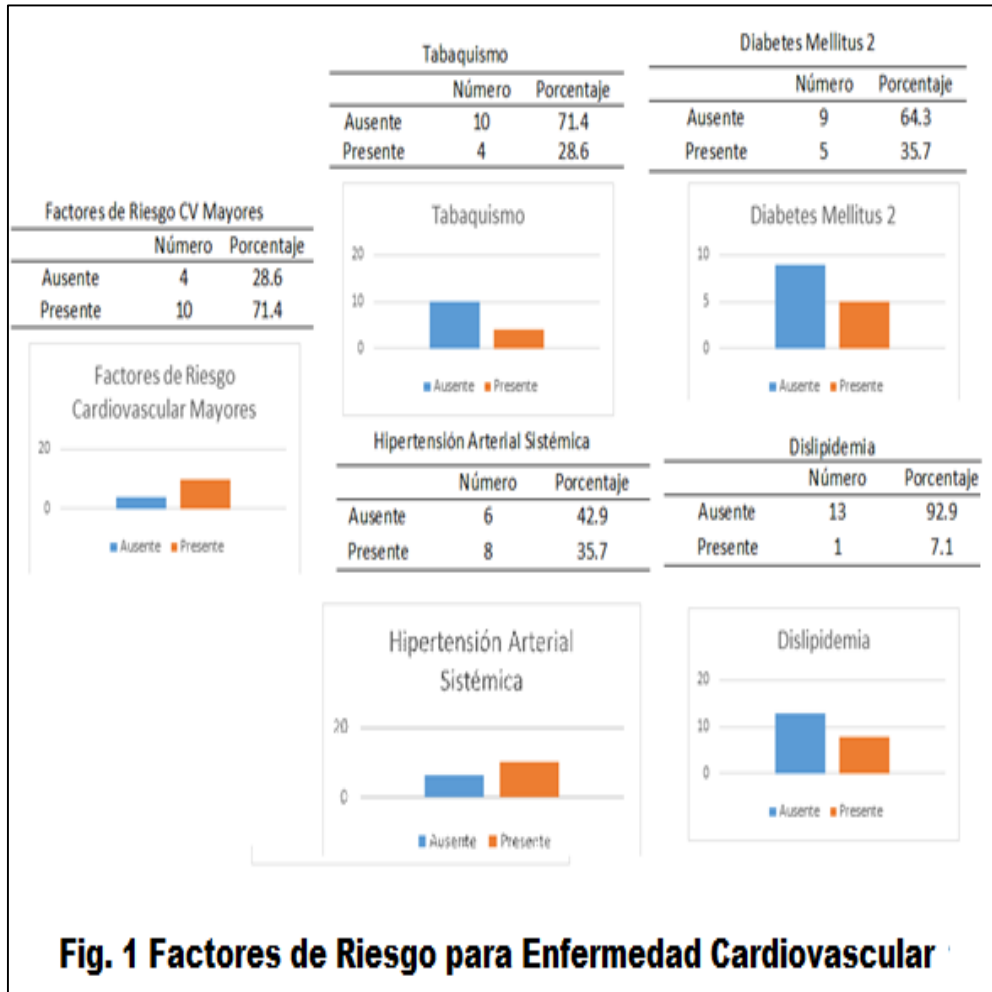 Factores de Riesgo CV Mayores
Número Porcentaje
Ausente 4 28.6
Presente 10 71.4
Factores de Riesgo
Cardiovascular Mayores
20
0
Ausente Presente
Tabaquismo
Número Porcentaje
Ausente 10 71.4
Presente 4 28.6
Tabaquismo
20
10
0
Ausente Presente
Diabetes Mellitus 2
Número Porcentaje
Ausente 9 64.3
Presente 5 35.7
Diabetes Mellitus 2
10
5
0
Ausente Presente
Hipertensión Arterial Sistémica
Número Porcentaje
Ausente 6 42.9
Presente 8 35.7
Hipertensión Arterial
Sistémica
20
0
Ausente Presente
Dislipidemia
Número Porcentaje
Ausente 13 92.9
Presente 1 7.1
Dislipidemia
20
10
0
Ausente Presente
Fig. 1 Factores de Riesgo para Enfermedad Cardiovascular